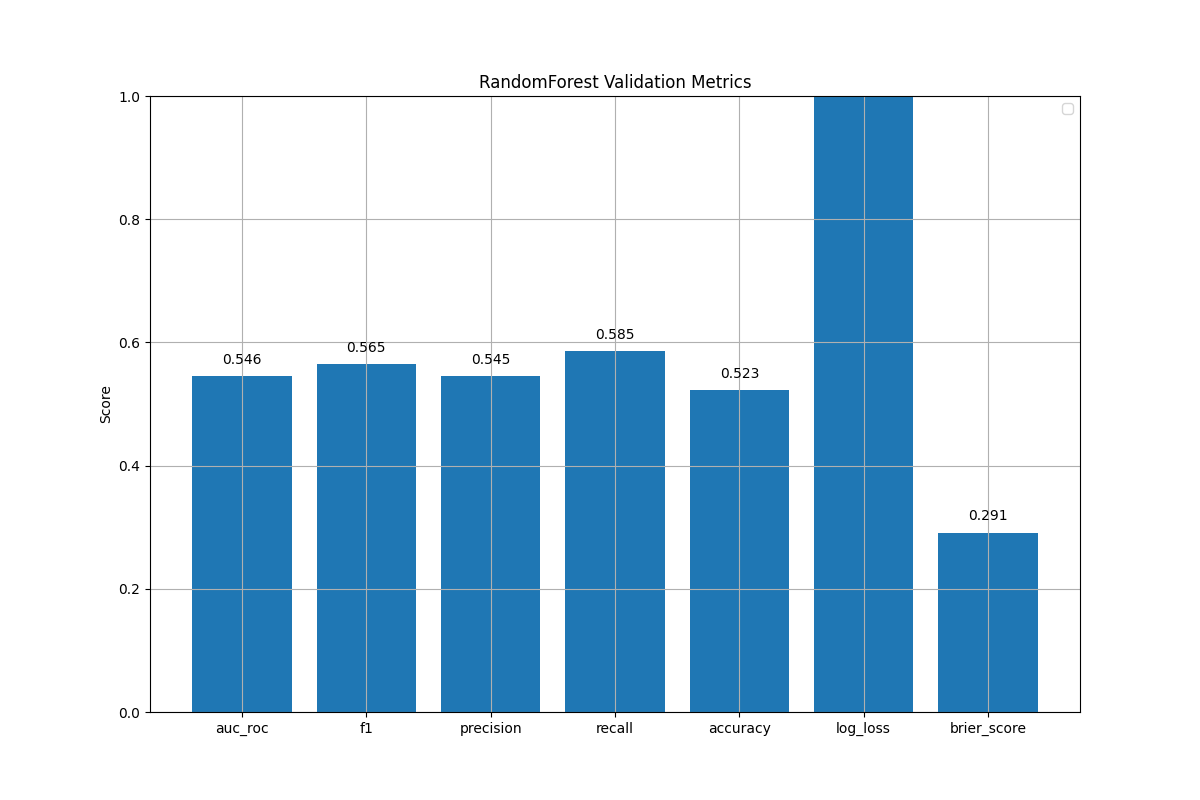 RandomForest Validation Metrics
1.0
0.8
0.6
0.4
0.2
0.0
Score
0.546
0.565
0.545
0.585
0.523
0.291
auc_roc
f1
precision
recall
accuracy
log_loss
brier_score